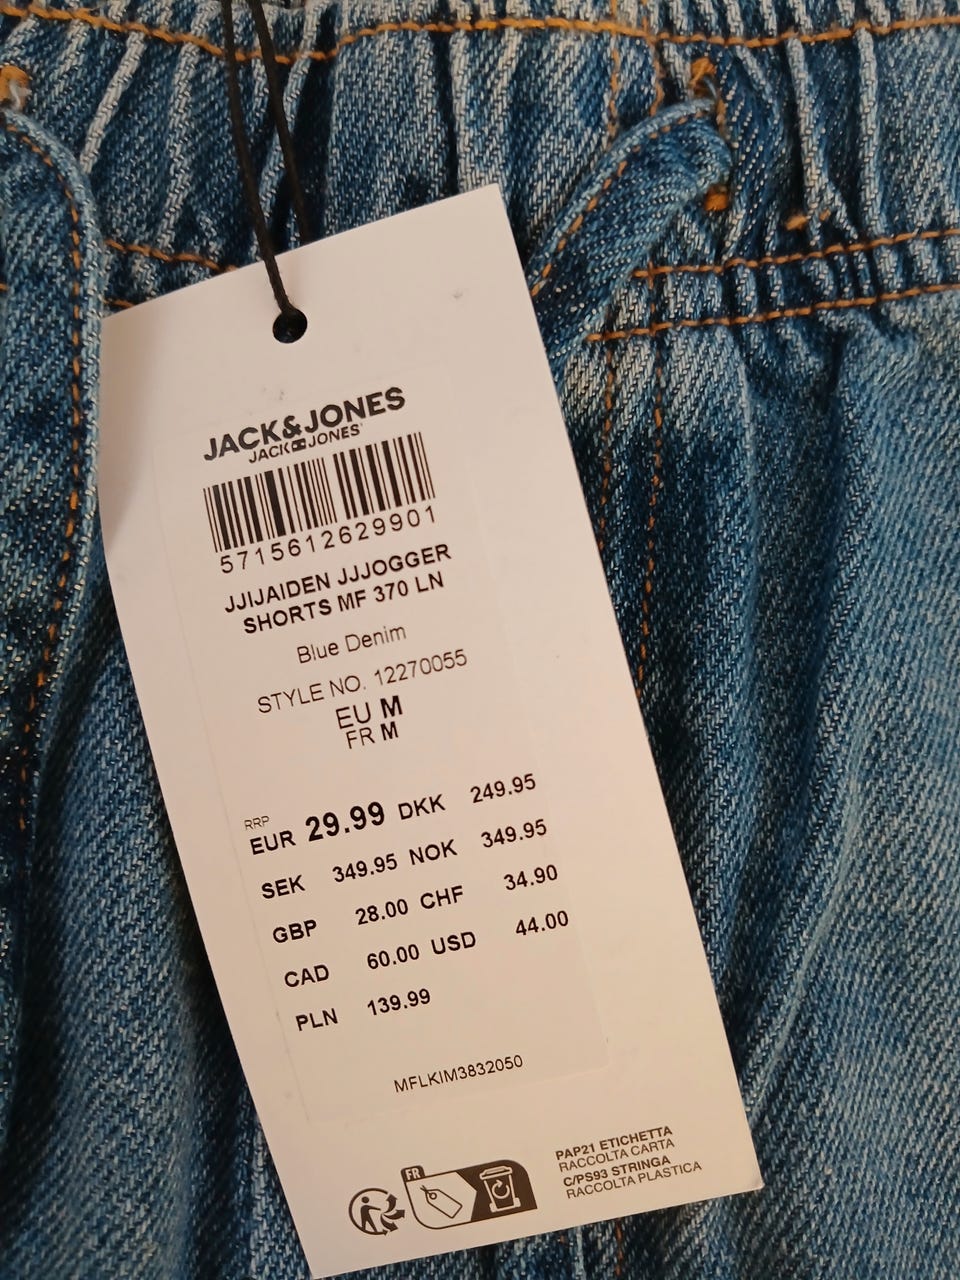 JACK&JONES
JACK & JONES
5715612629901
JJIJAIDEN JJJOGGER
SHORTS MF 370 LN
Blue Denim
STYLE NO. 12270055
EU M
FR M
RRP
EUR 29.99 DKK 249.95
SEK 349.95 NOK 349.95
GBP 28.00 CHF 34.90
CAD 60.00 USD 44.00
PLN 139.99
MFLKIM3832050
FR
PAP21 ETICHETTA
RACCOLTA CARTA
C/PS93 STRINGA
RACCOLTA PLASTICA